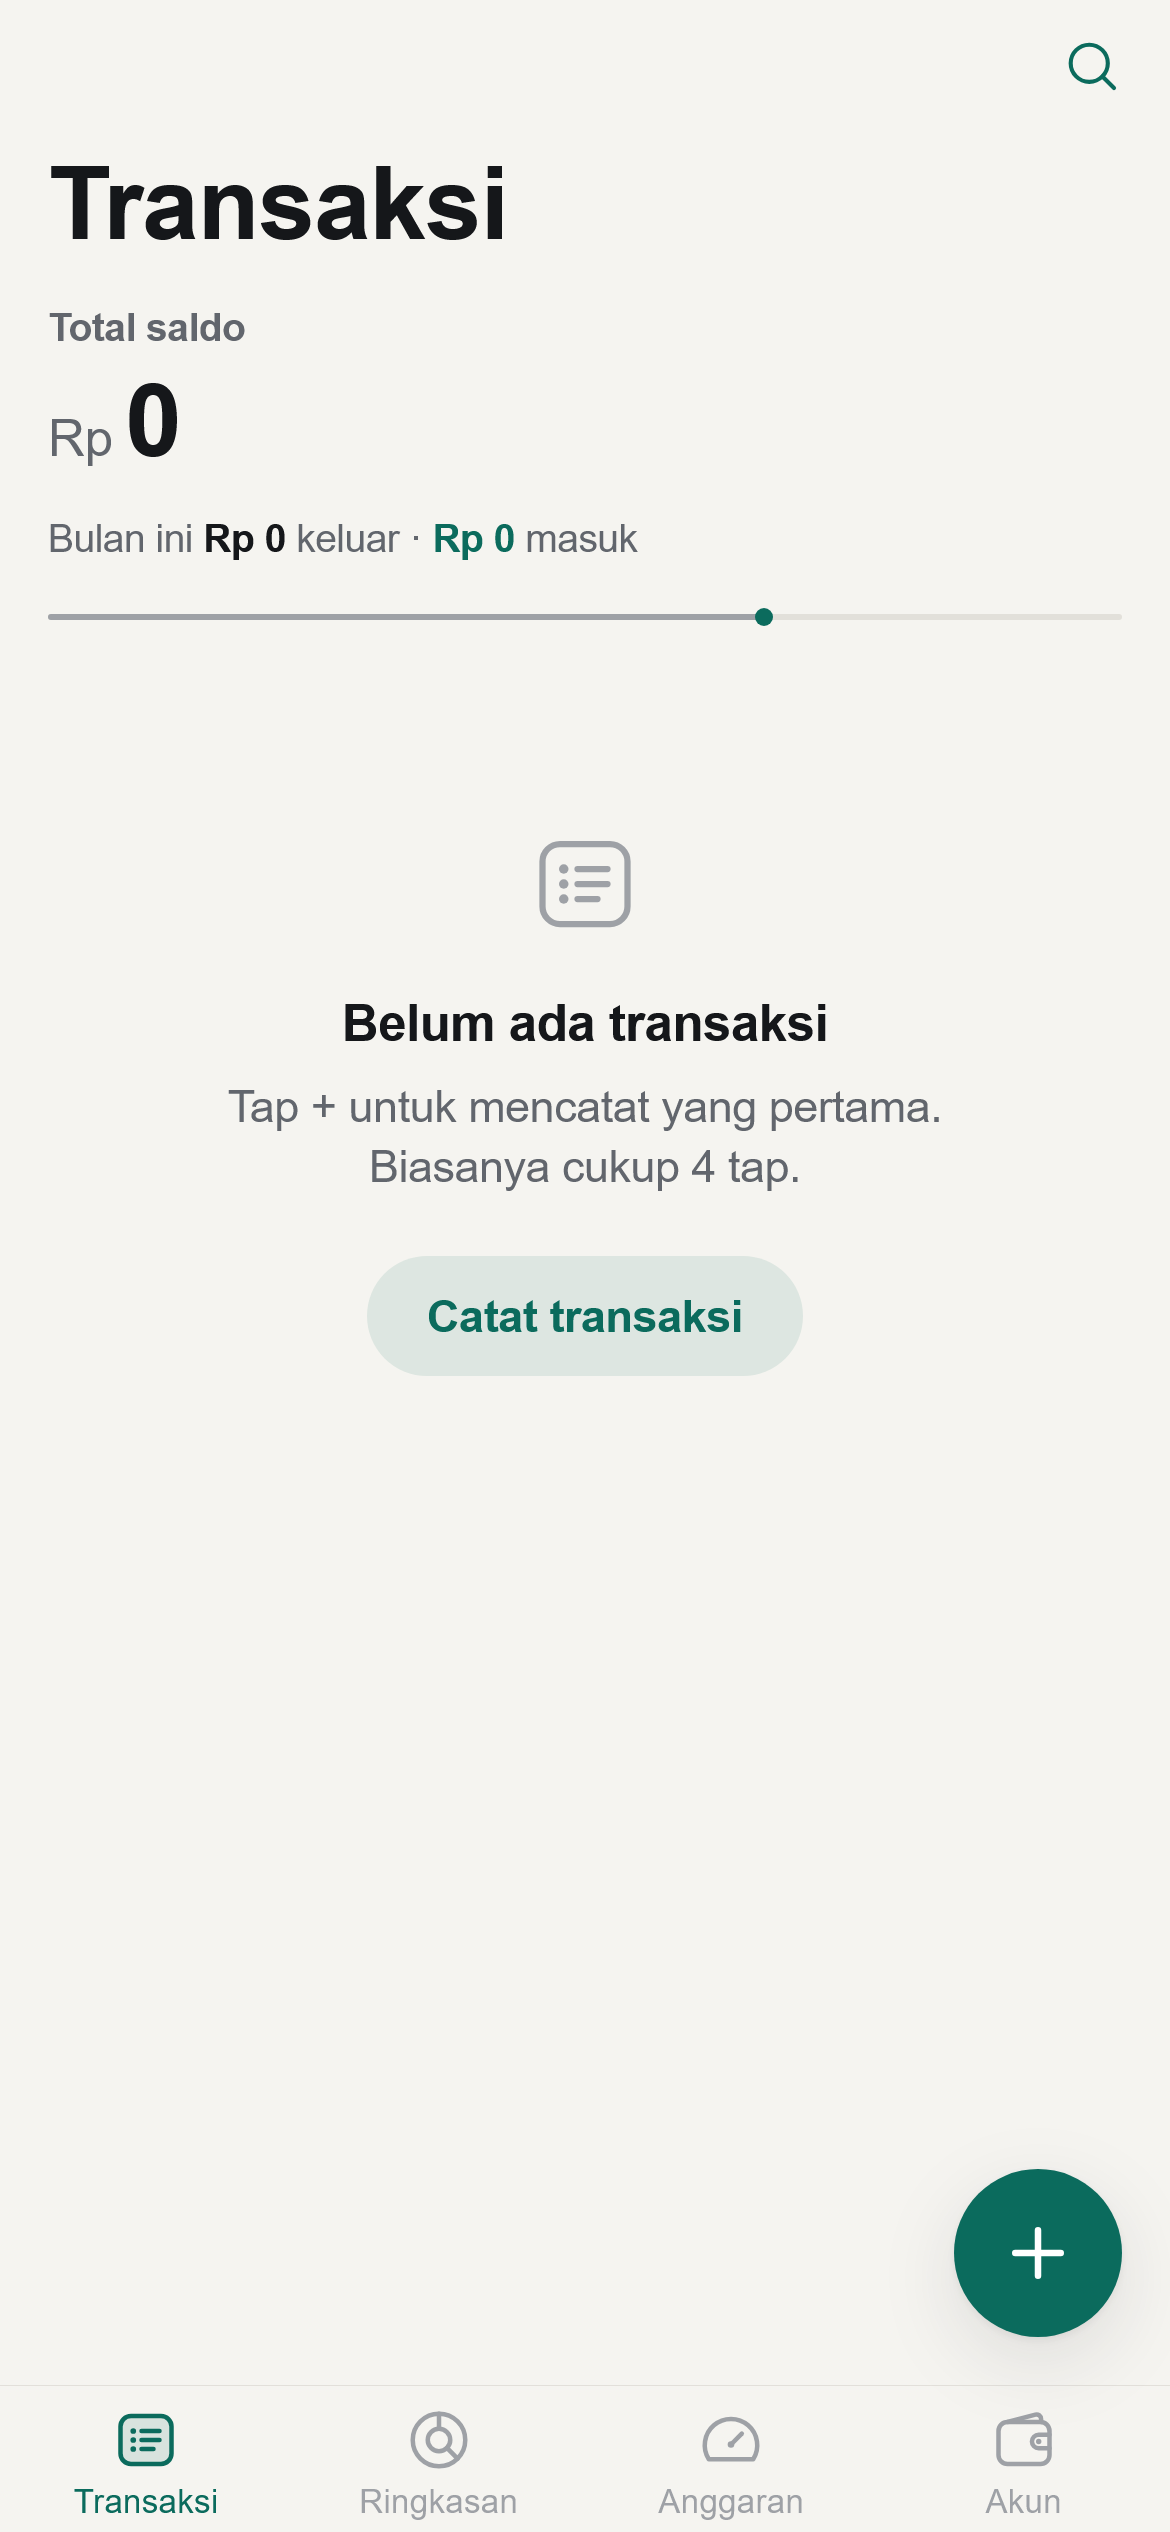 Transaksi
Total saldo
Rp 0
Bulan ini Rp 0 keluar · Rp 0 masuk
Belum ada transaksi
Tap + untuk mencatat yang pertama.
Biasanya cukup 4 tap.
Catat transaksi
Transaksi
Ringkasan
Anggaran
Akun